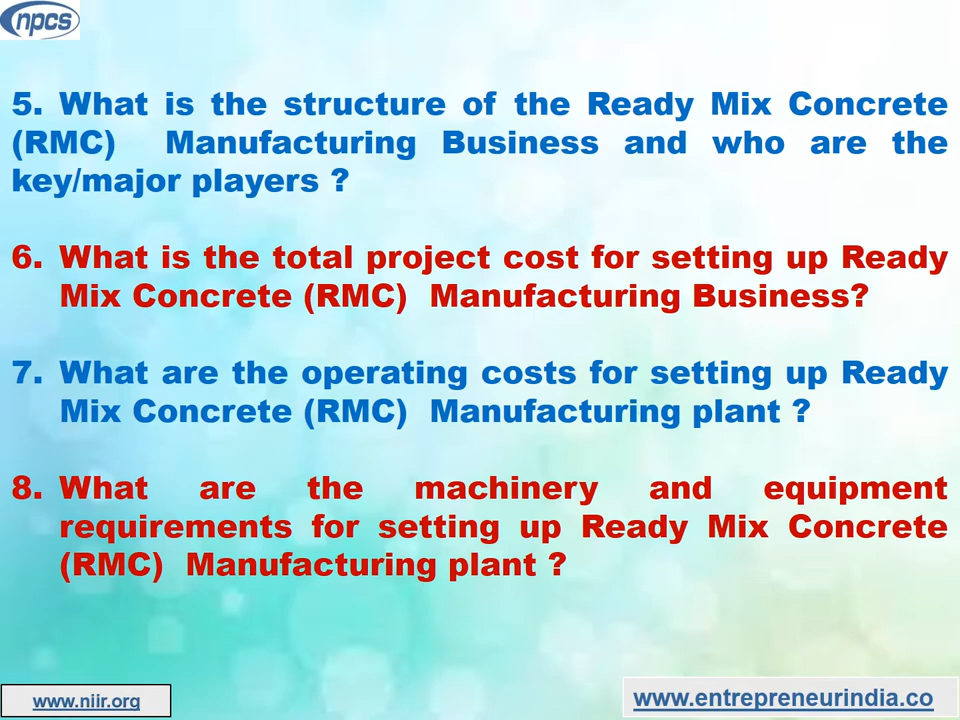 npcs
5. What is the structure of the Ready Mix Concrete
(RMC) Manufacturing Business and who are the
key/major players ?
6. What is the total project cost for setting up Ready
Mix Concrete (RMC) Manufacturing Business?
7. What are the operating costs for setting up Ready
Mix Concrete (RMC) Manufacturing plant ?
8. What are the machinery and equipment
requirements for setting up Ready Mix Concrete
(RMC) Manufacturing plant ?
www.niir.org
www.entrepreneurindia.co